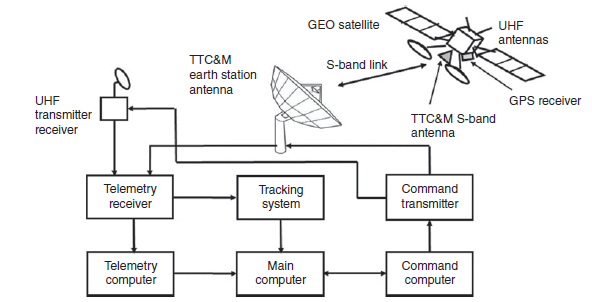 GEO satellite
UHF
antennas
TTC&M
earth station
antenna
S-band link
UHF
transmitter
receiver
GPS receiver
TTC&M S-band
antenna
Telemetry
receiver
Tracking
system
Command
transmitter
Telemetry
computer
Main
computer
Command
computer